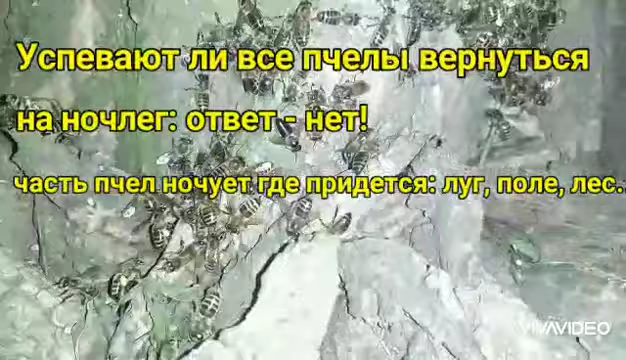 Успевают ли все пчелы вернуться
на ночлег: ответ - нет!
часть пчел ночует где придется: луг, поле, лес.
VIVAVIDEO